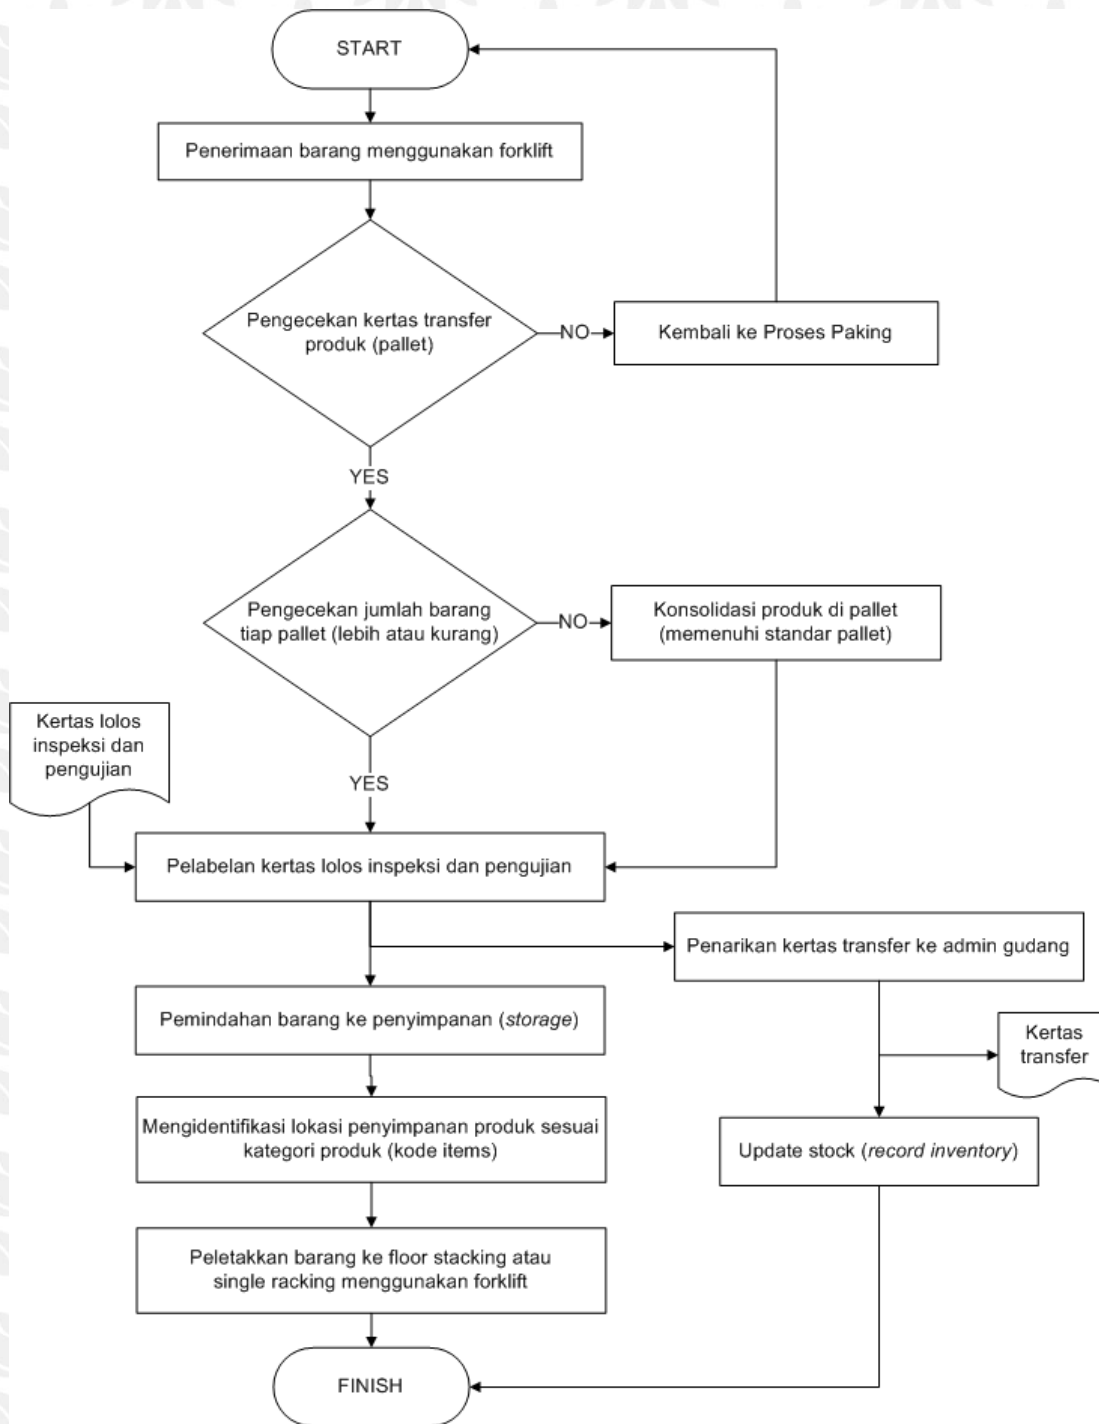 START
Penerimaan barang menggunakan forklift
Pengecekan kertas transfer
produk (pallet)
NO
Kembali ke Proses Paking
YES
Pengecekan jumlah barang
tiap pallet (lebih atau kurang)
NO
Konsolidasi produk di pallet
(memenuhi standar pallet)
Kertas lolos
inspeksi dan
pengujian
YES
Pelabelan kertas lolos inspeksi dan pengujian
Penarikan kertas transfer ke admin gudang
Pemindahan barang ke penyimpanan (storage)
Kertas
transfer
Mengidentifikasi lokasi penyimpanan produk sesuai
kategori produk (kode items)
Update stock (record inventory)
Peletakkan barang ke floor stacking atau
single racking menggunakan forklift
FINISH